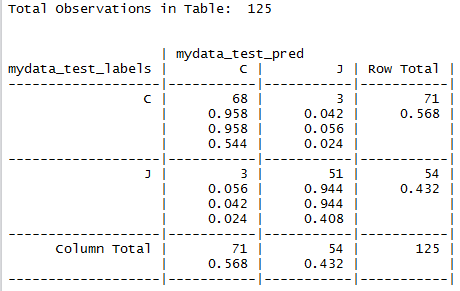 Total Observations in Table:  125
                   | mydata_test_pred
mydata_test_labels |         C |         J | Row Total |
-------------------|-----------|-----------|-----------|
                 C |        68 |         3 |        71 |
                   |     0.958 |     0.042 |     0.568 |
                   |     0.958 |     0.056 |           |
                   |     0.544 |     0.024 |           |
-------------------|-----------|-----------|-----------|
                 J |         3 |        51 |        54 |
                   |     0.056 |     0.944 |     0.432 |
                   |     0.042 |     0.944 |           |
                   |     0.024 |     0.408 |           |
-------------------|-----------|-----------|-----------|
      Column Total |        71 |        54 |       125 |
                   |     0.568 |     0.432 |           |
-------------------|-----------|-----------|-----------|